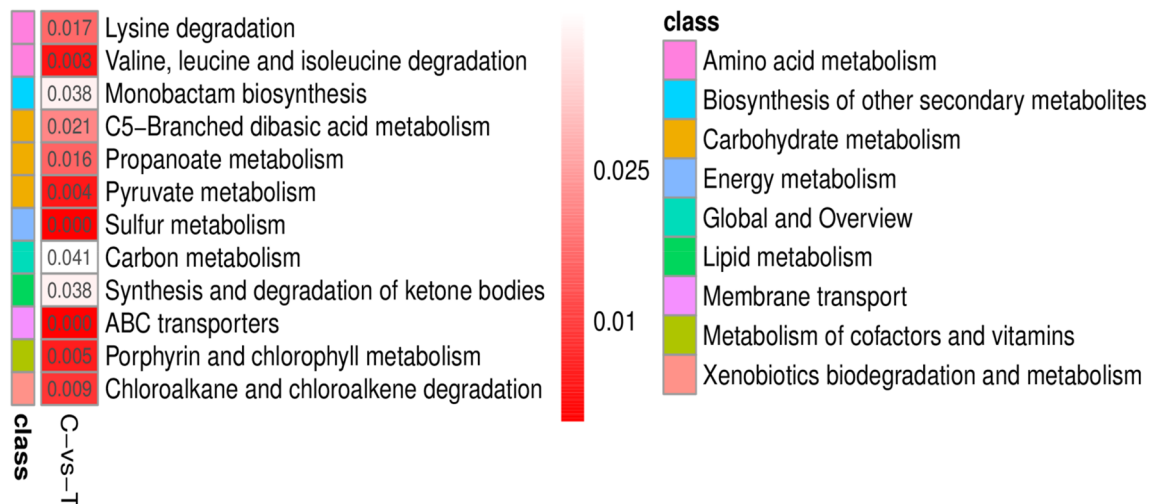 0.017 Lysine degradation
0.003 Valine, leucine and isoleucine degradation
0.038 Monobactam biosynthesis
0.021 C5−Branched dibasic acid metabolism
0.016 Propanoate metabolism
0.004 Pyruvate metabolism
0.000 Sulfur metabolism
0.041 Carbon metabolism
0.038 Synthesis and degradation of ketone bodies
0.000 ABC transporters
0.005 Porphyrin and chlorophyll metabolism
0.009 Chloroalkane and chloroalkene degradation
class
C−vs−T
0.025
0.01
class
Amino acid metabolism
Biosynthesis of other secondary metabolites
Carbohydrate metabolism
Energy metabolism
Global and Overview
Lipid metabolism
Membrane transport
Metabolism of cofactors and vitamins
Xenobiotics biodegradation and metabolism